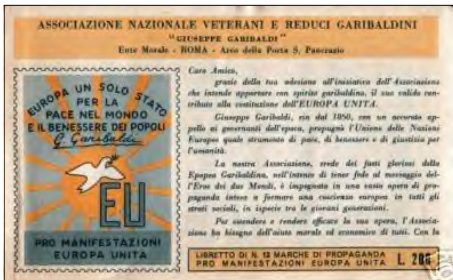 ASSOCIAZIONE NAZIONALE VETERANI E REDUCI GARIBALDINI
"GIUSEPPE GARIBALDI"
Ente Morale - ROMA - Arco della Porta S. Pancrazio
EUROPA UN SOLO STATO
PER LA
PACE NEL MONDO
E IL BENESSERE DEI POPOLI
G. Garibaldi
EU
PRO MANIFESTAZIONI
EUROPA UNITA
Caro Amico,
grazie della tua adesione all'iniziativa dell'Associazione
che intende apportare con spirito garibaldino, il suo valido con-
tributo alla costituzione dell'EUROPA UNITA.
Giuseppe Garibaldi, sin dal 1860, con un accorato ap-
pello ai governanti dell'epoca, propugnò l'Unione delle Nazioni
Europee quale strumento di pace, di benessere e di giustizia per
l'umanità.
La nostra Associazione, erede dei fasti gloriosi della
Epopea Garibaldina, nell'intento di tener fede al messaggio del-
l'Eroe dei due Mondi, è impegnata in una vasta opera di pro-
paganda intesa a formare una coscienza europea in tutti gli
strati sociali, in ispecie tra le giovani generazioni.
Per estendere e rendere efficace la sua opera, l'Associa-
zione ha bisogno dell'aiuto morale ed economico di tutti. Con la
LIBRETTO DI N. 12 MARCHE DI PROPAGANDA
PRO MANIFESTAZIONI EUROPA UNITA L.